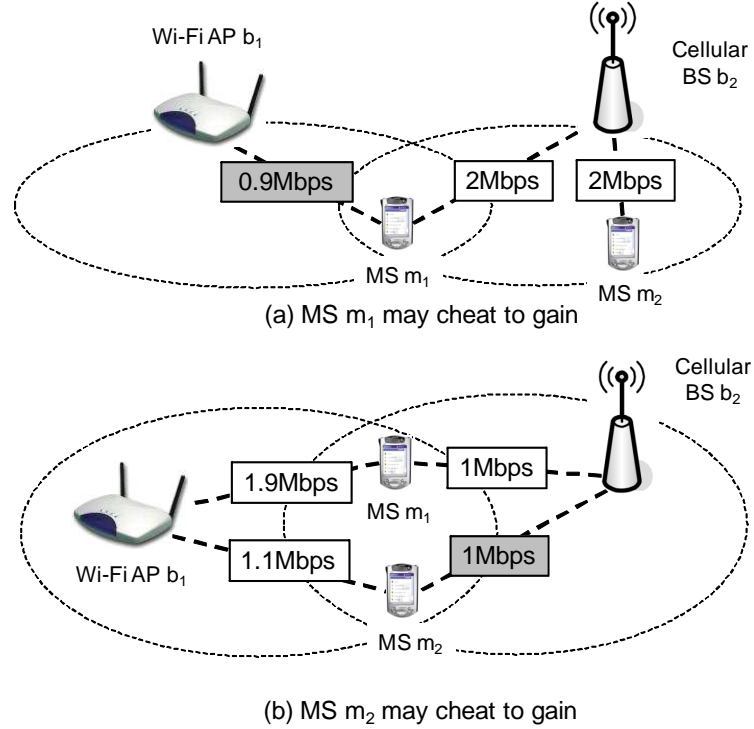 Wi-Fi AP b1
Cellular
BS b2
0.9Mbps
2Mbps
2Mbps
MS m1
MS m2
(a) MS m1 may cheat to gain
Cellular
BS b2
1.9Mbps
1Mbps
MS m1
Wi-Fi AP b1
1.1Mbps
1Mbps
MS m2
(b) MS m2 may cheat to gain